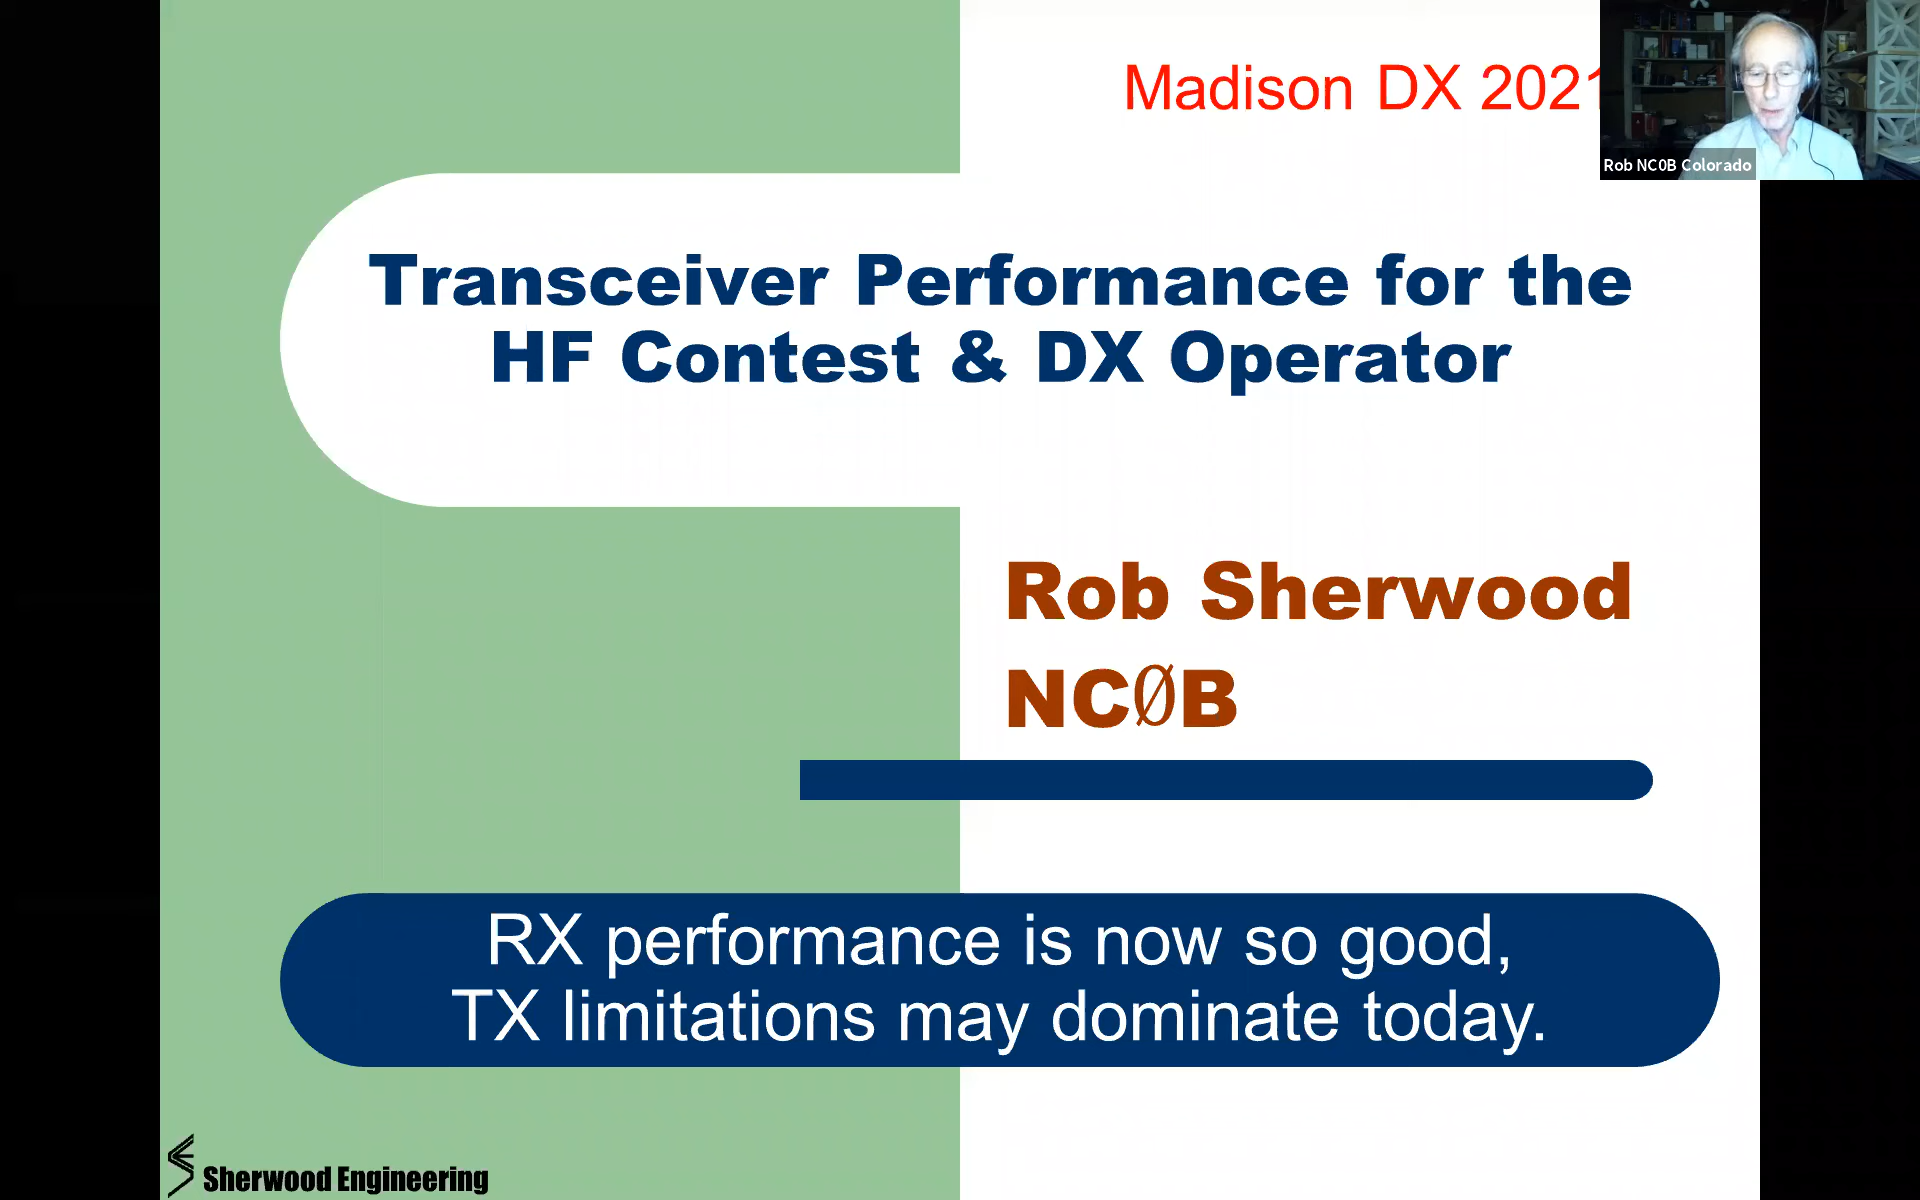 Madison DX 2021
Rob NC0B Colorado
Transceiver Performance for the
HF Contest & DX Operator
Rob Sherwood
NCØB
RX performance is now so good,
TX limitations may dominate today.
Sherwood Engineering